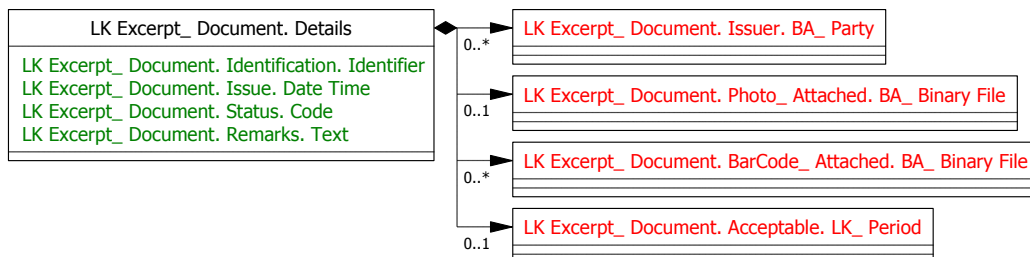 LK Excerpt_ Document. Details
LK Excerpt_ Document. Identification. Identifier
LK Excerpt_ Document. Issue. Date Time
LK Excerpt_ Document. Status. Code
LK Excerpt_ Document. Remarks. Text
0..*
LK Excerpt_ Document. Issuer. BA_ Party
0..1
LK Excerpt_ Document. Photo_ Attached. BA_ Binary File
0..*
LK Excerpt_ Document. BarCode_ Attached. BA_ Binary File
0..1
LK Excerpt_ Document. Acceptable. LK_ Period